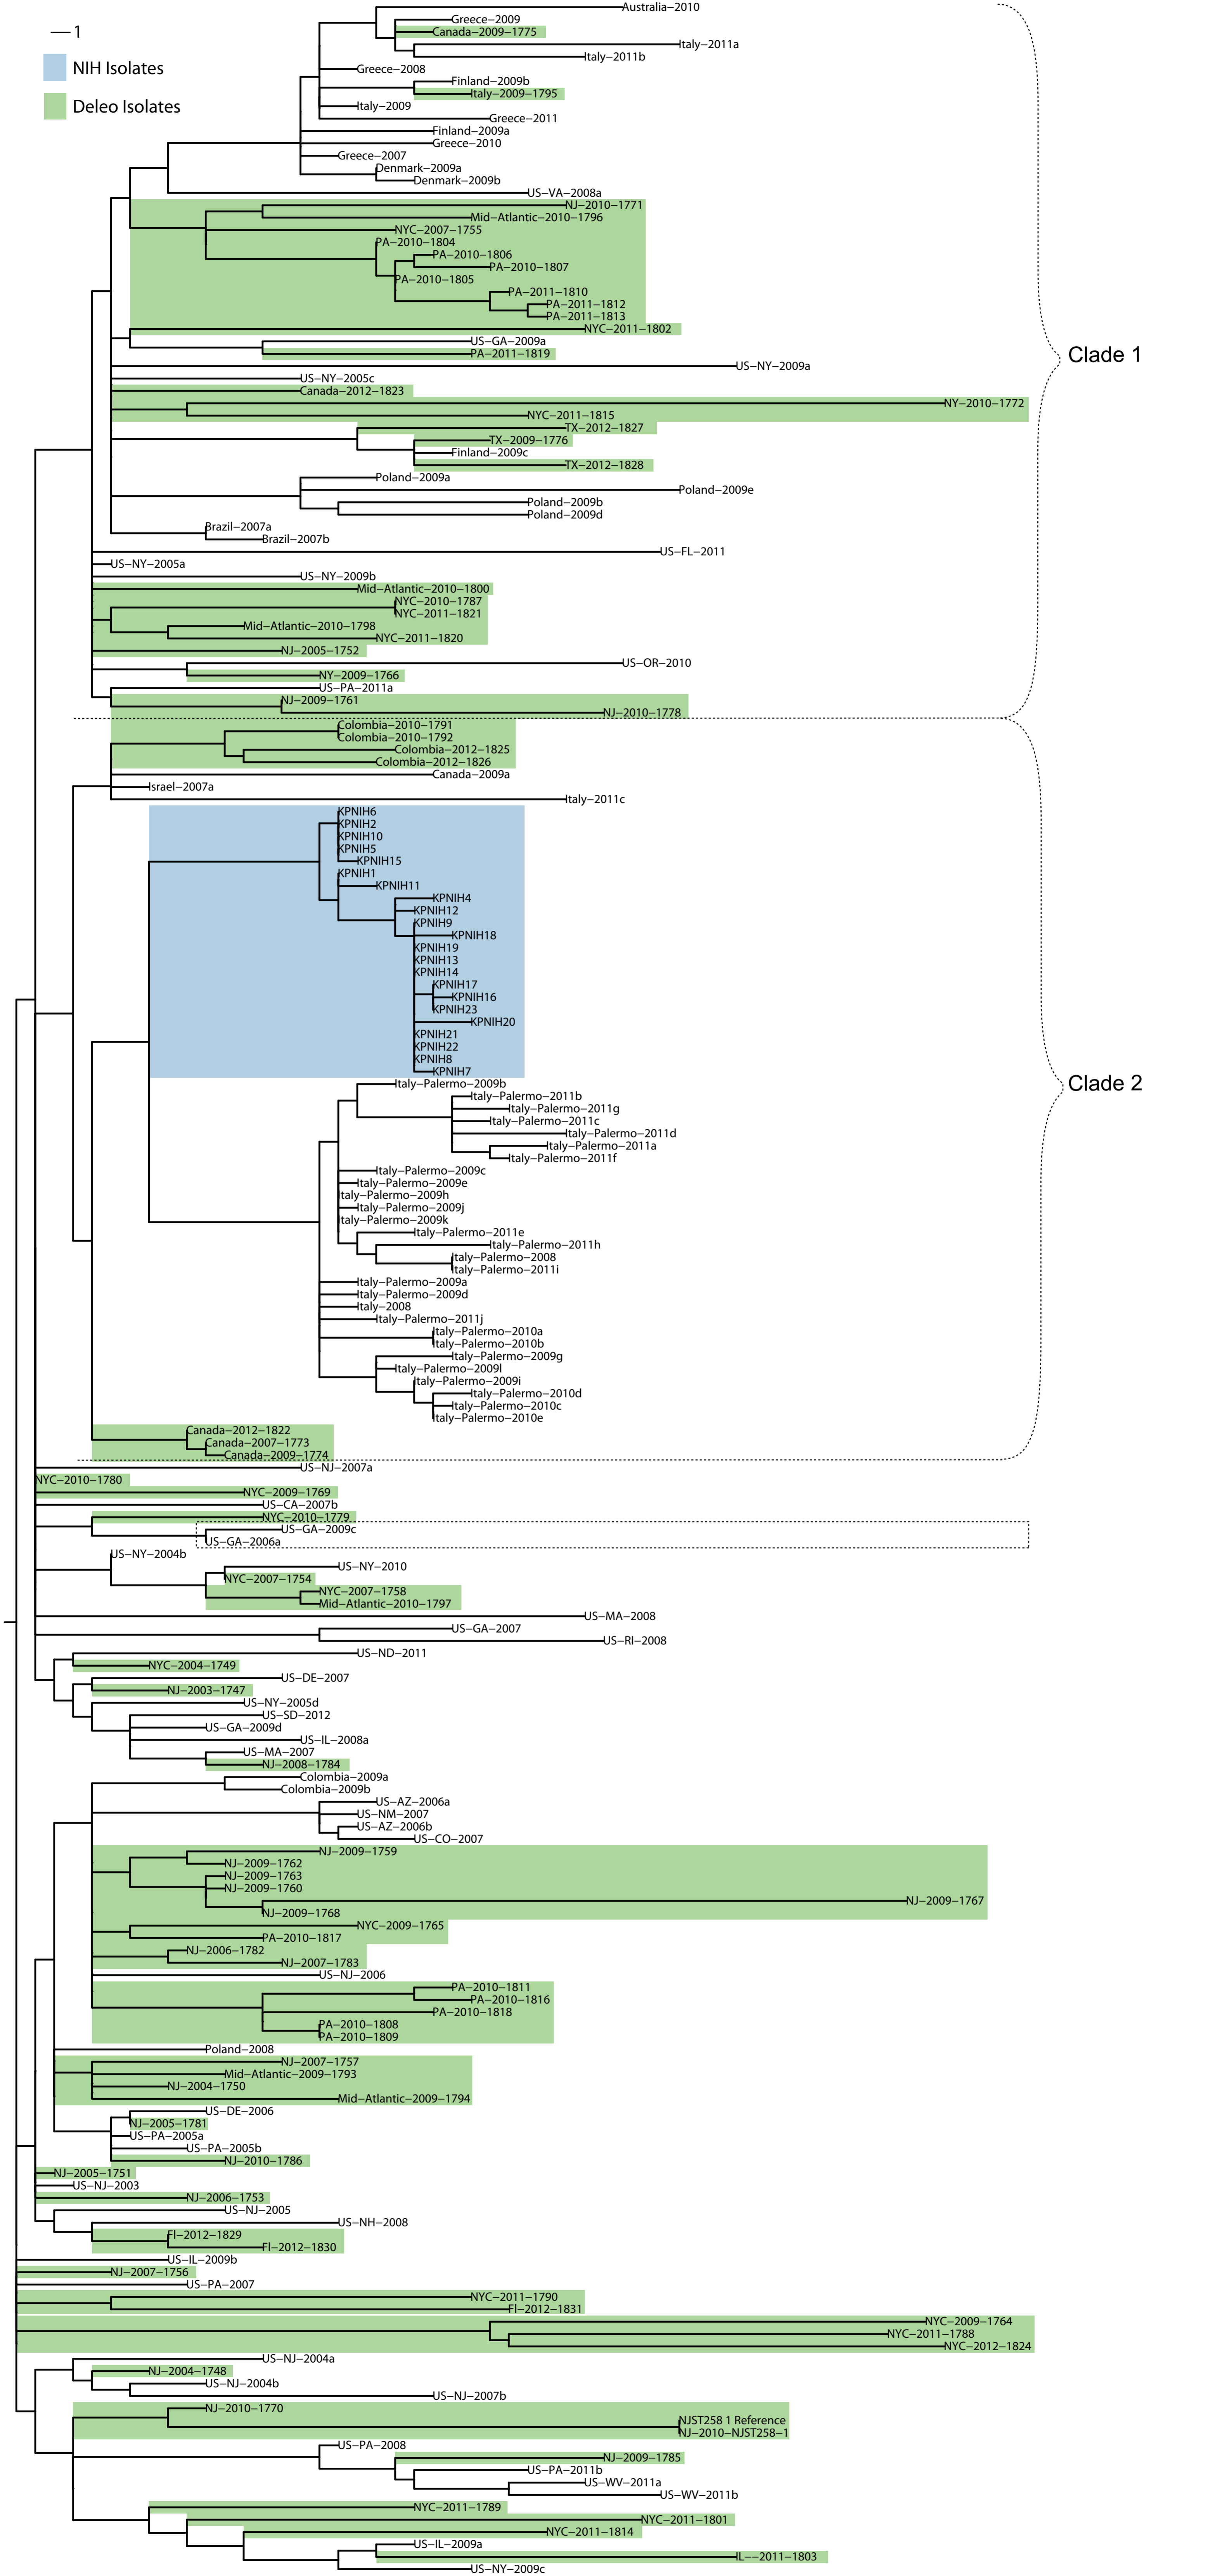 Australia−2010
1
Greece−2009
Canada−2009−1775
Italy−2011a
Italy−2011b
NIH Isolates
Greece−2008
Finland−2009b
Italy−2009−1795
Deleo Isolates
Italy−2009
Greece−2011
Finland−2009a
Greece−2010
Greece−2007
Denmark−2009a
Denmark−2009b
US−VA−2008a
NJ−2010−1771
Mid−Atlantic−2010−1796
NYC−2007−1755
PA−2010−1804
PA−2010−1806
PA−2010−1807
PA−2010−1805
PA−2011−1810
PA−2011−1812
PA−2011−1813
NYC−2011−1802
US−GA−2009a
PA−2011−1819
Clade 1
US−NY−2009a
US−NY−2005c
Canada−2012−1823
NY−2010−1772
NYC−2011−1815
TX−2012−1827
TX−2009−1776
Finland−2009c
TX−2012−1828
Poland−2009a
Poland−2009e
Poland−2009b
Poland−2009d
Brazil−2007a
Brazil−2007b
US−FL−2011
US−NY−2005a
US−NY−2009b
Mid−Atlantic−2010−1800
NYC−2010−1787
NYC−2011−1821
Mid−Atlantic−2010−1798
NYC−2011−1820
NJ−2005−1752
US−OR−2010
NY−2009−1766
US−PA−2011a
NJ−2009−1761
NJ−2010−1778
Colombia−2010−1791
Colombia−2010−1792
Colombia−2012−1825
Colombia−2012−1826
Canada−2009a
Israel−2007a
Italy−2011c
KPNIH6
KPNIH2
KPNIH10
KPNIH5
KPNIH15
KPNIH1
KPNIH11
KPNIH4
KPNIH12
KPNIH9
KPNIH18
KPNIH19
KPNIH13
KPNIH14
KPNIH17
KPNIH16
KPNIH23
KPNIH20
KPNIH21
KPNIH22
KPNIH8
KPNIH7
Clade 2
Italy−Palermo−2009b
Italy−Palermo−2011b
Italy−Palermo−2011g
Italy−Palermo−2011c
Italy−Palermo−2011d
Italy−Palermo−2011a
Italy−Palermo−2011f
Italy−Palermo−2009c
Italy−Palermo−2009e
Italy−Palermo−2009h
Italy−Palermo−2009j
Italy−Palermo−2009k
Italy−Palermo−2011e
Italy−Palermo−2011h
Italy−Palermo−2008
Italy−Palermo−2011i
Italy−Palermo−2009a
Italy−Palermo−2009d
Italy−2008
Italy−Palermo−2011j
Italy−Palermo−2010a
Italy−Palermo−2010b
Italy−Palermo−2009g
Italy−Palermo−2009l
Italy−Palermo−2009i
Italy−Palermo−2010d
Italy−Palermo−2010c
Italy−Palermo−2010e
Canada−2012−1822
Canada−2007−1773
Canada−2009−1774
US−NJ−2007a
NYC−2010−1780
NYC−2009−1769
US−CA−2007b
NYC−2010−1779
US−GA−2009c
US−GA−2006a
US−NY−2004b
US−NY−2010
NYC−2007−1754
NYC−2007−1758
Mid−Atlantic−2010−1797
US−MA−2008
US−GA−2007
US−RI−2008
US−ND−2011
NYC−2004−1749
US−DE−2007
NJ−2003−1747
US−NY−2005d
US−SD−2012
US−GA−2009d
US−IL−2008a
US−MA−2007
NJ−2008−1784
Colombia−2009a
Colombia−2009b
US−AZ−2006a
US−NM−2007
US−AZ−2006b
US−CO−2007
NJ−2009−1759
NJ−2009−1762
NJ−2009−1763
NJ−2009−1760
NJ−2009−1767
NJ−2009−1768
NYC−2009−1765
PA−2010−1817
NJ−2006−1782
NJ−2007−1783
US−NJ−2006
PA−2010−1811
PA−2010−1816
PA−2010−1818
PA−2010−1808
PA−2010−1809
Poland−2008
NJ−2007−1757
Mid−Atlantic−2009−1793
NJ−2004−1750
Mid−Atlantic−2009−1794
US−DE−2006
NJ−2005−1781
US−PA−2005a
US−PA−2005b
NJ−2010−1786
NJ−2005−1751
US−NJ−2003
NJ−2006−1753
US−NJ−2005
US−NH−2008
Fl−2012−1829
Fl−2012−1830
US−IL−2009b
NJ−2007−1756
US−PA−2007
NYC−2011−1790
Fl−2012−1831
NYC−2009−1764
NYC−2011−1788
NYC−2012−1824
US−NJ−2004a
NJ−2004−1748
US−NJ−2004b
US−NJ−2007b
NJ−2010−1770
NJST258 1 Reference
NJ−2010−NJST258−1
US−PA−2008
NJ−2009−1785
US−PA−2011b
US−WV−2011a
US−WV−2011b
NYC−2011−1789
NYC−2011−1801
NYC−2011−1814
US−IL−2009a
IL−−2011−1803
US−NY−2009c